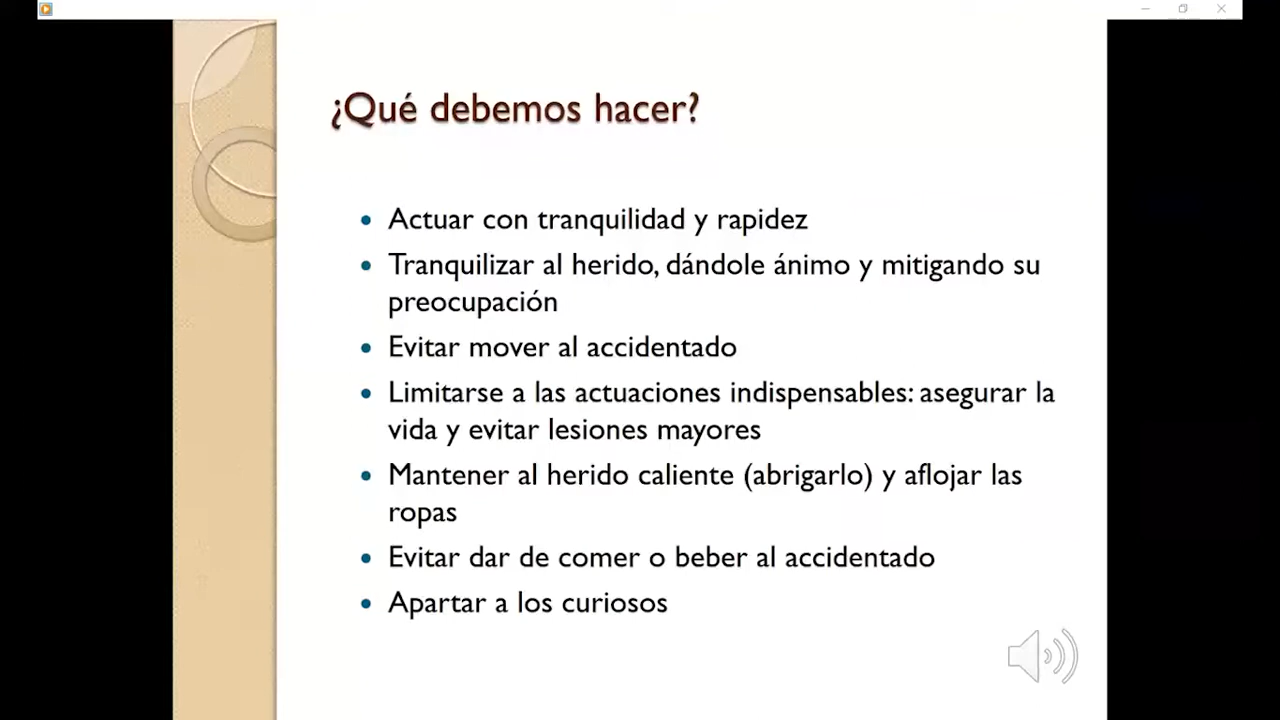 ¿Qué debemos hacer?
• Actuar con tranquilidad y rapidez
• Tranquilizar al herido, dándole ánimo y mitigando su
preocupación
• Evitar mover al accidentado
• Limitarse a las actuaciones indispensables: asegurar la
vida y evitar lesiones mayores
• Mantener al herido caliente (abrigarlo) y aflojar las
ropas
• Evitar dar de comer o beber al accidentado
• Apartar a los curiosos